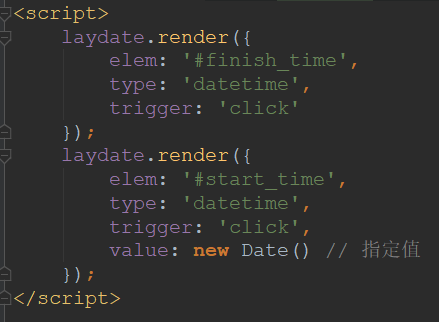 <script>
laydate.render({
elem: '#finish_time',
type: 'datetime',
trigger: 'click'
});
laydate.render({
elem: '#start_time',
type: 'datetime',
trigger: 'click',
value: new Date() // 指定值
});
</script>